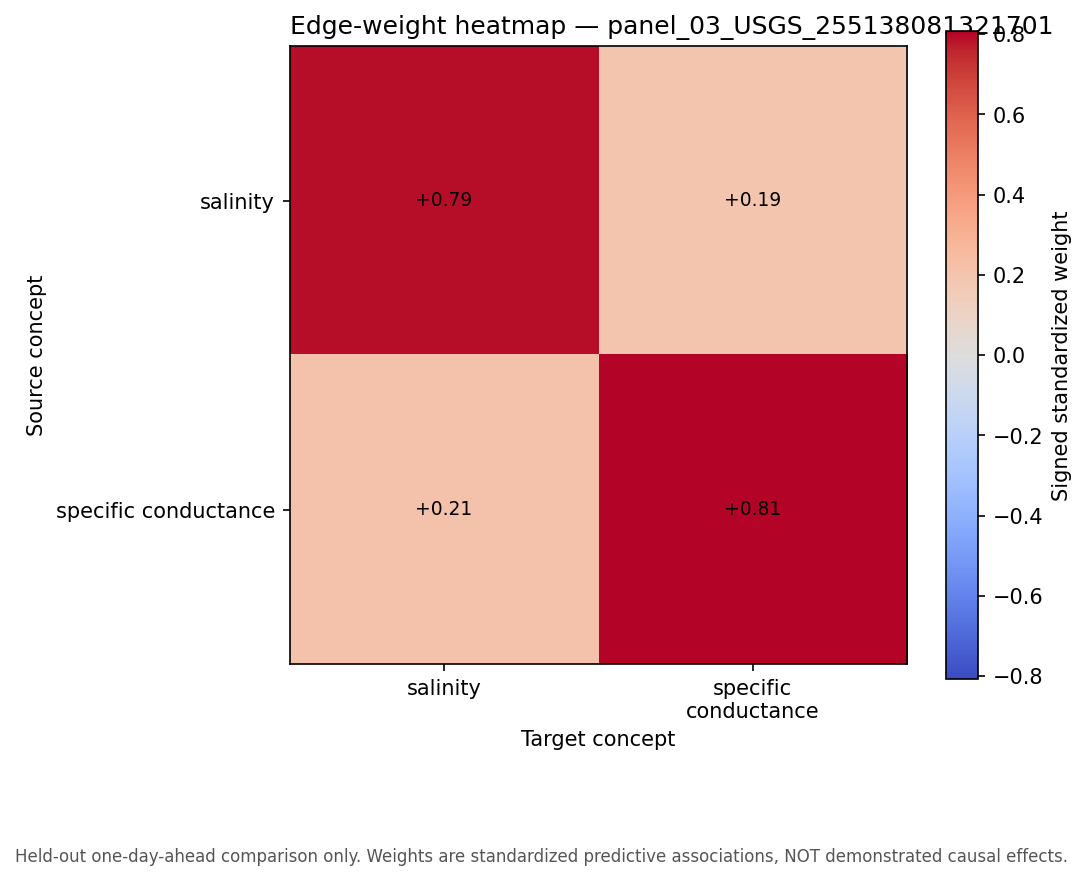 Edge-weight heatmap — panel_03_USGS_255138081321701
salinity
+0.79
+0.19
specific conductance
+0.21
+0.81
Source concept
salinity
specific
conductance
Target concept
0.8
0.6
0.4
0.2
0.0
−0.2
−0.4
−0.6
−0.8
Signed standardized weight
Held-out one-day-ahead comparison only. Weights are standardized predictive associations, NOT demonstrated causal effects.